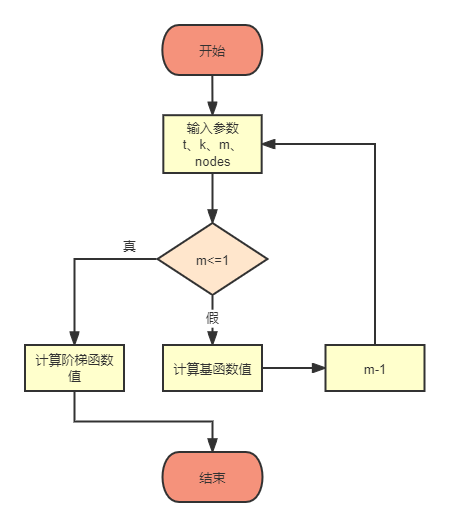 开始
输入参数
t、k、m、
nodes
m<=1
真
假
计算阶梯函数
值
计算基函数值
m-1
结束